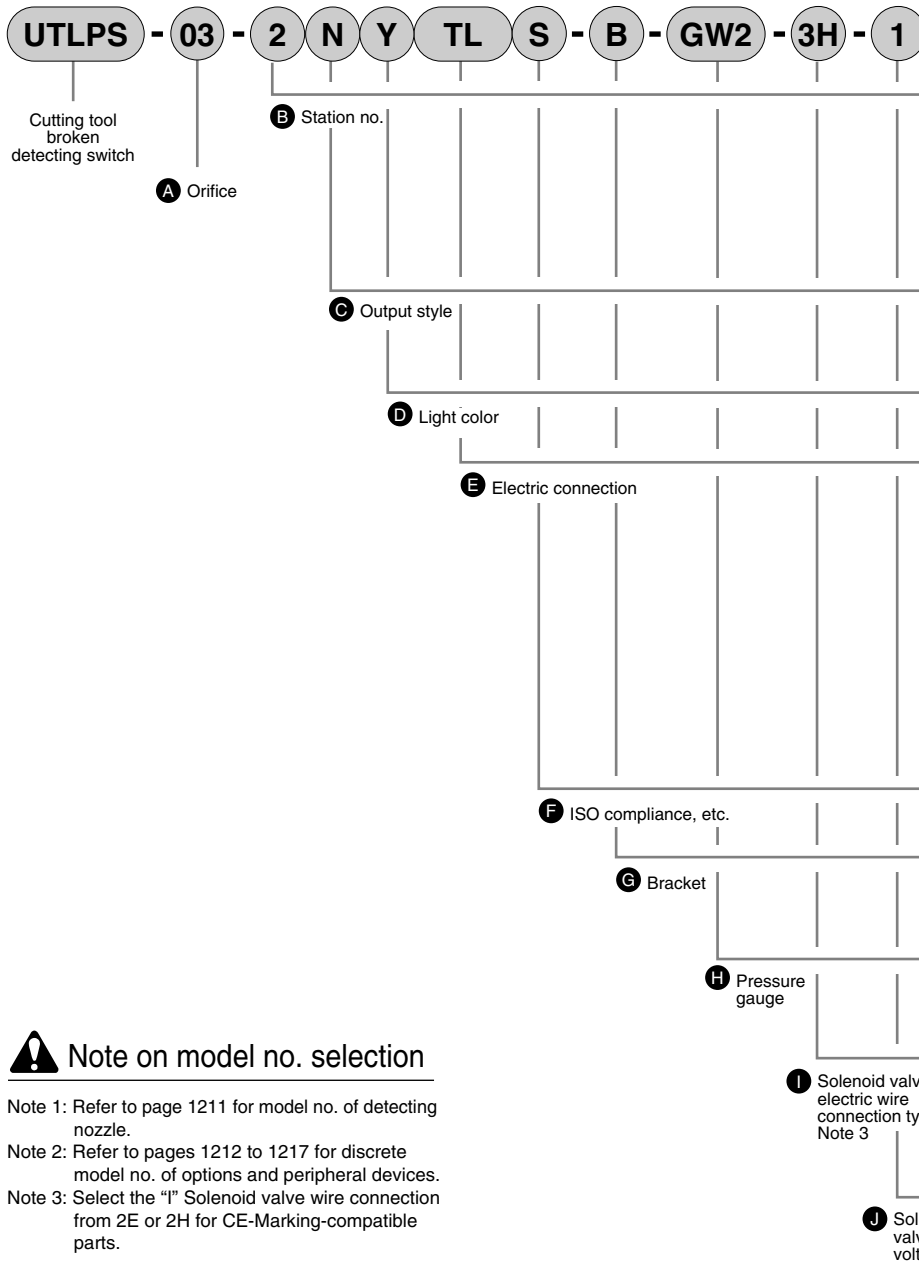 UTLPS - 03 - 2 N Y TL S - B - GW2 - 3H - 1
Cutting tool
broken
detecting switch
A Orifice
B Station no.
C Output style
D Light color
E Electric connection
F ISO compliance, etc.
G Bracket
H Pressure
gauge
I Solenoid valv
electric wire
connection ty
Note 3
J Sol
valv
volt
Note on model no. selection
Note 1: Refer to page 1211 for model no. of detecting
nozzle.
Note 2: Refer to pages 1212 to 1217 for discrete
model no. of options and peripheral devices.
Note 3: Select the “I” Solenoid valve wire connection
from 2E or 2H for CE-Marking-compatible
parts.